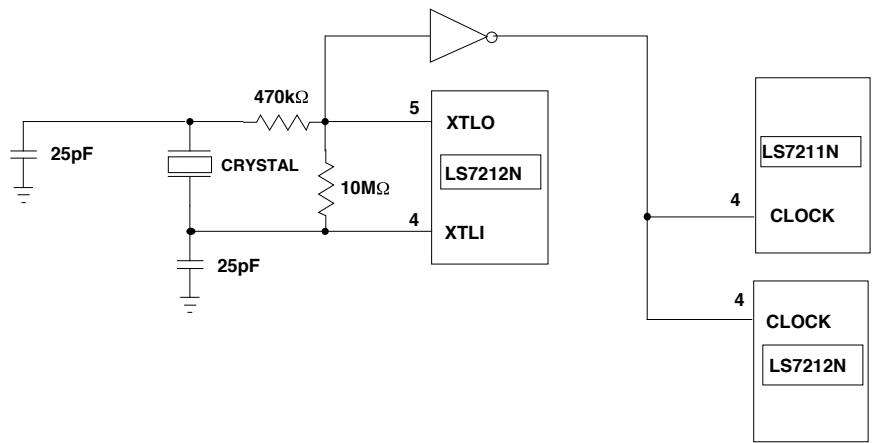 470kΩ
5
XTLO
25pF
CRYSTAL
LS7212N
10MΩ
4
XTLI
25pF
LS7211N
4
CLOCK
4
CLOCK
LS7212N